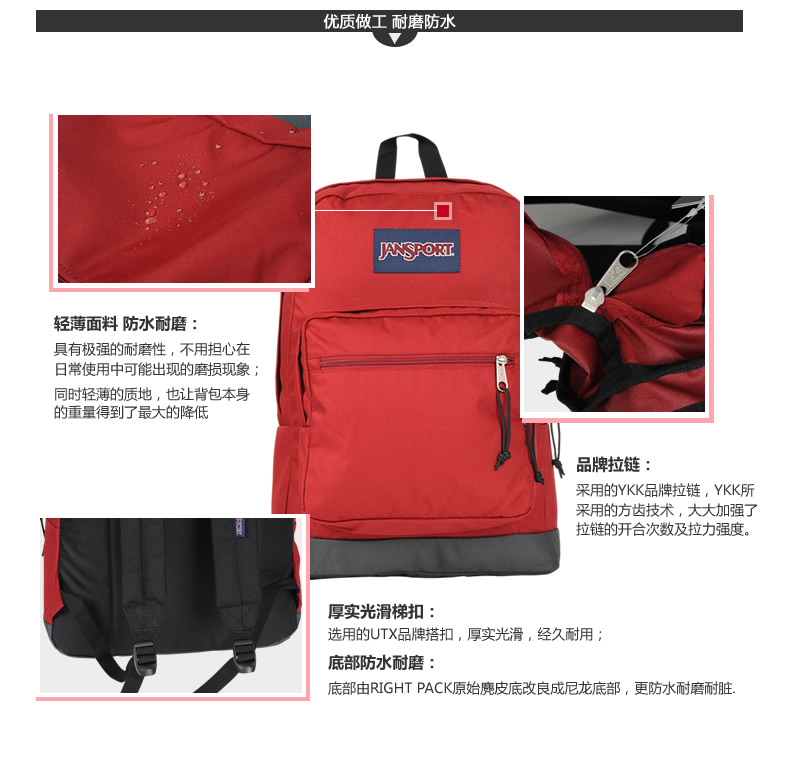 优质做工 耐磨防水
JANSPORT
轻薄面料 防水耐磨：
具有极强的耐磨性，不用担心在
日常使用中可能出现的磨损现象；
同时轻薄的质地，也让背包本身
的重量得到了最大的降低
品牌拉链：
采用的YKK品牌拉链，YKK所
采用的方齿技术，大大加强了
拉链的开合次数及拉力强度。
厚实光滑梯扣：
选用的UTX品牌搭扣，厚实光滑，经久耐用；
底部防水耐磨：
底部由RIGHT PACK原始麂皮底改良成尼龙底部，更防水耐磨耐脏.